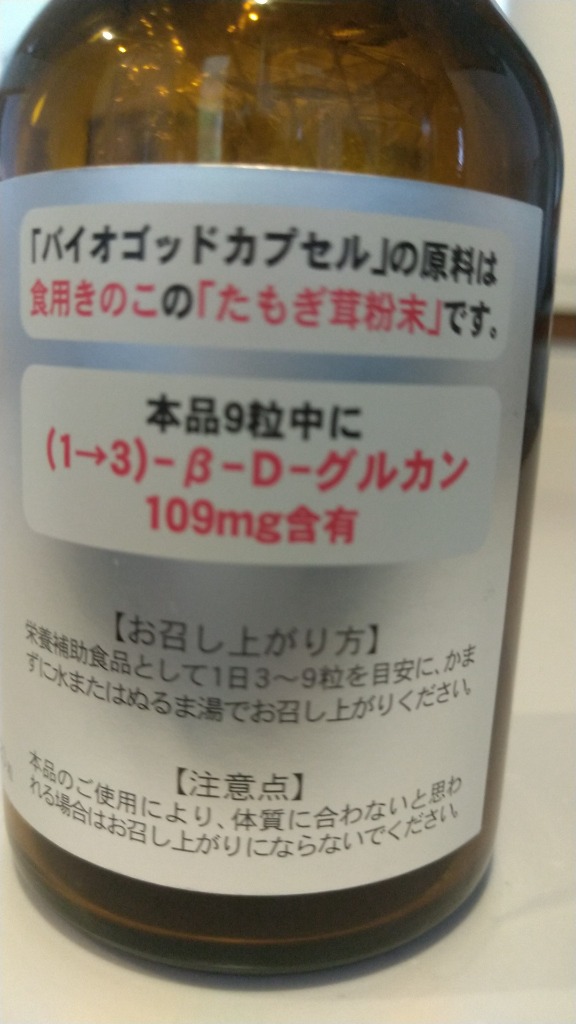 「バイオゴッドカプセル」の原料は
食用きのこの「たもぎ茸粉末」です。
本品9粒中に
(1→3)-β-D-グルカン
109mg含有
【お召し上がり方】
栄養補助食品として1日3〜9粒を目安に、かま
ずに水またはぬるま湯でお召し上がりください。
【注意点】
本品のご使用により、体質に合わないと思わ
れる場合はお召し上がりにならないでください。